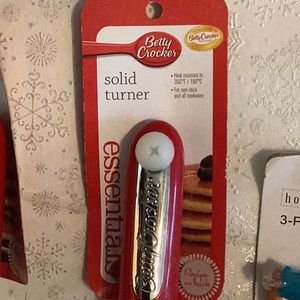 Betty
Crocker
Betty Crocker
solid
turner
• Heat resistant to
350°F / 180°C
• For non-stick
and all cookware
essentials
Betty Crocker
Recipe
on back
ho
3-P